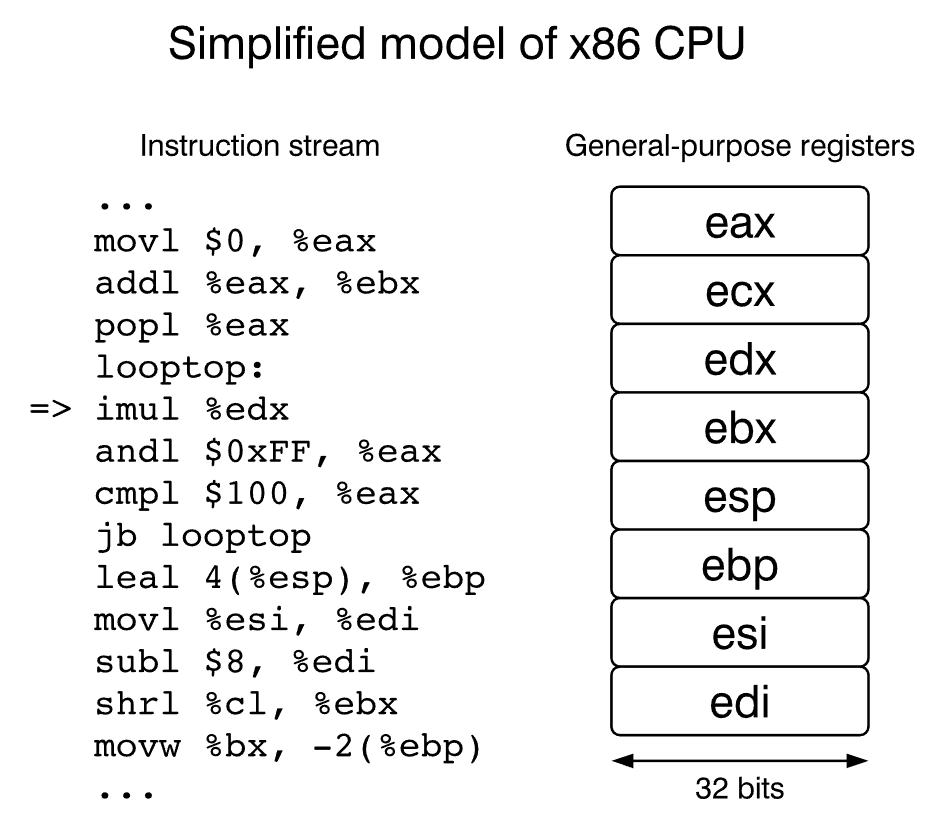 Simplified model of x86 CPU
Instruction stream
...
movl $0, %eax
addl %eax, %ebx
popl %eax
looptop:
=> imul %edx
andl $0xFF, %eax
cmpl $100, %eax
jb looptop
leal 4(%esp), %ebp
movl %esi, %edi
subl $8, %edi
shrl %cl, %ebx
movw %bx, -2(%ebp)
...
General-purpose registers
eax
ecx
edx
ebx
esp
ebp
esi
edi
32 bits